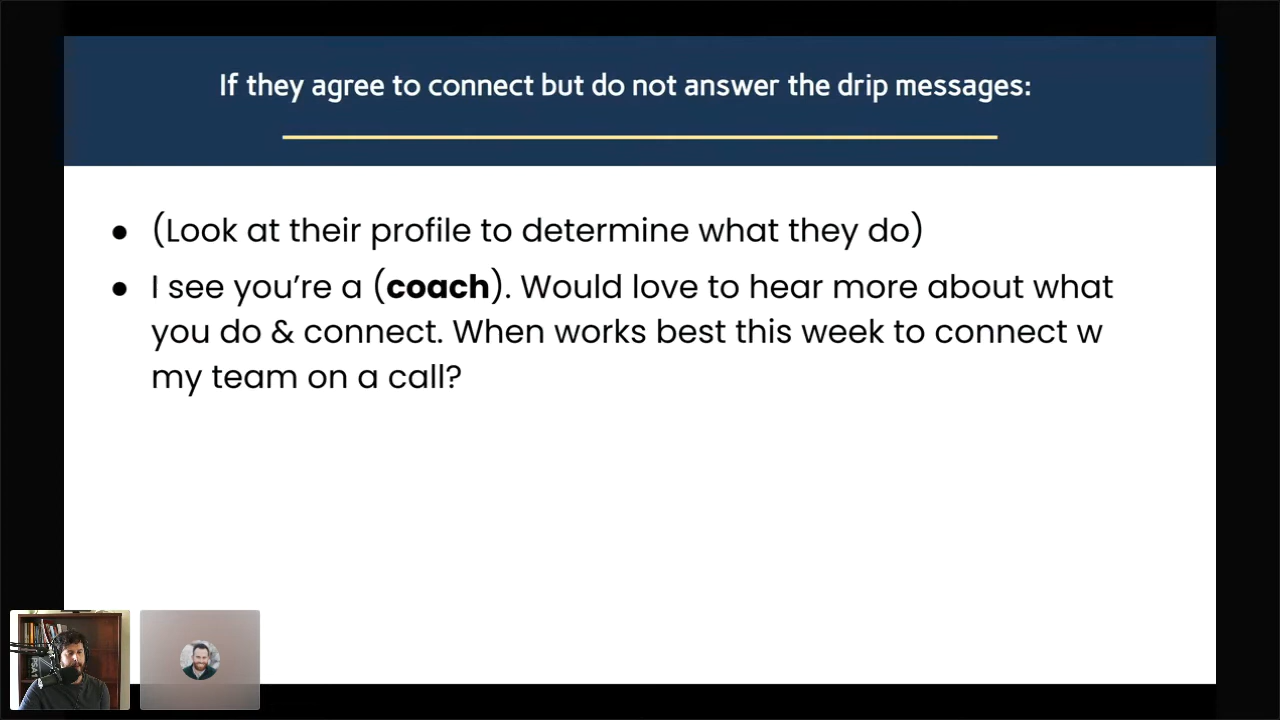 If they agree to connect but do not answer the drip messages:
● (Look at their profile to determine what they do)
● I see you’re a (coach). Would love to hear more about what
you do & connect. When works best this week to connect w
my team on a call?